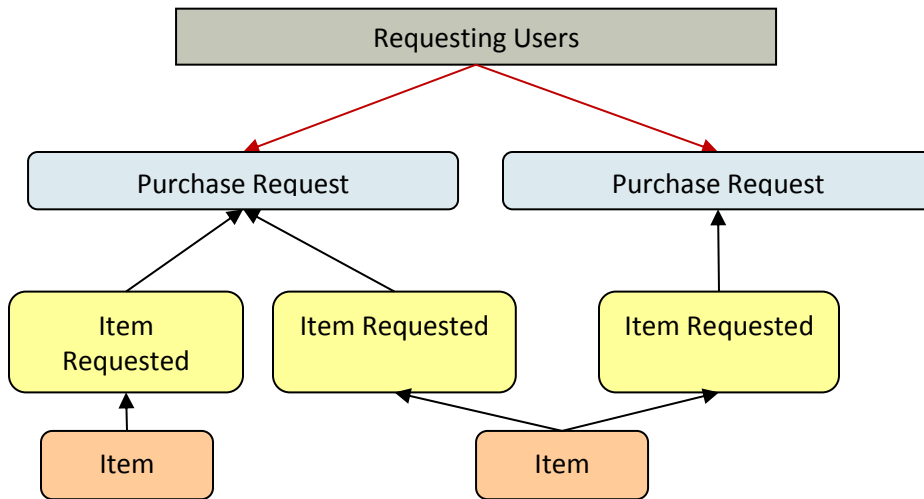 Requesting Users
Purchase Request
Purchase Request
Item
Requested
Item Requested
Item Requested
Item
Item